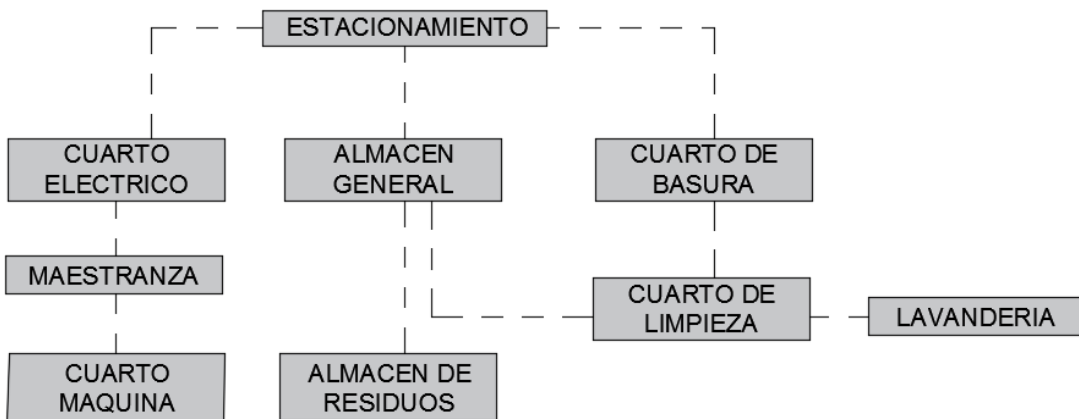 ESTACIONAMIENTO
CUARTO
ELECTRICO
ALMACEN
GENERAL
CUARTO DE
BASURA
MAESTRANZA
CUARTO DE
LIMPIEZA
LAVANDERIA
CUARTO
MAQUINA
ALMACEN DE
RESIDUOS